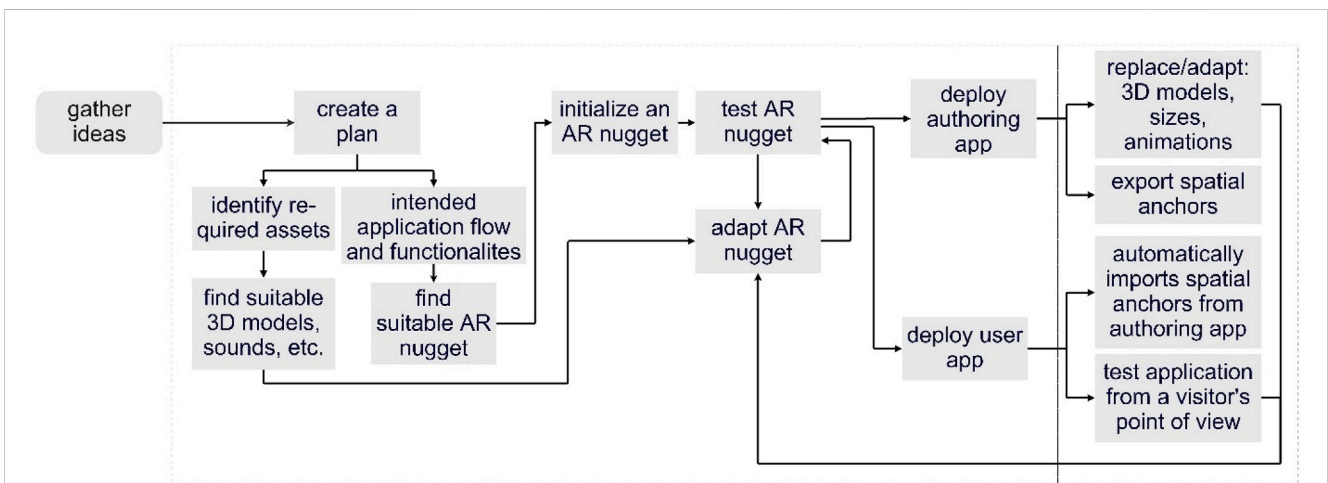 gather
ideas
create a
plan
identify re-
quired assets
find suitable
3D models,
sounds, etc.
intended
application flow
and functionalites
find
suitable AR
nugget
initialize an
AR nugget
test AR
nugget
adapt AR
nugget
deploy
authoring
app
deploy user
app
replace/adapt:
3D models,
sizes,
animations
export spatial
anchors
automatically
imports spatial
anchors from
authoring app
test application
from a visitor's
point of view